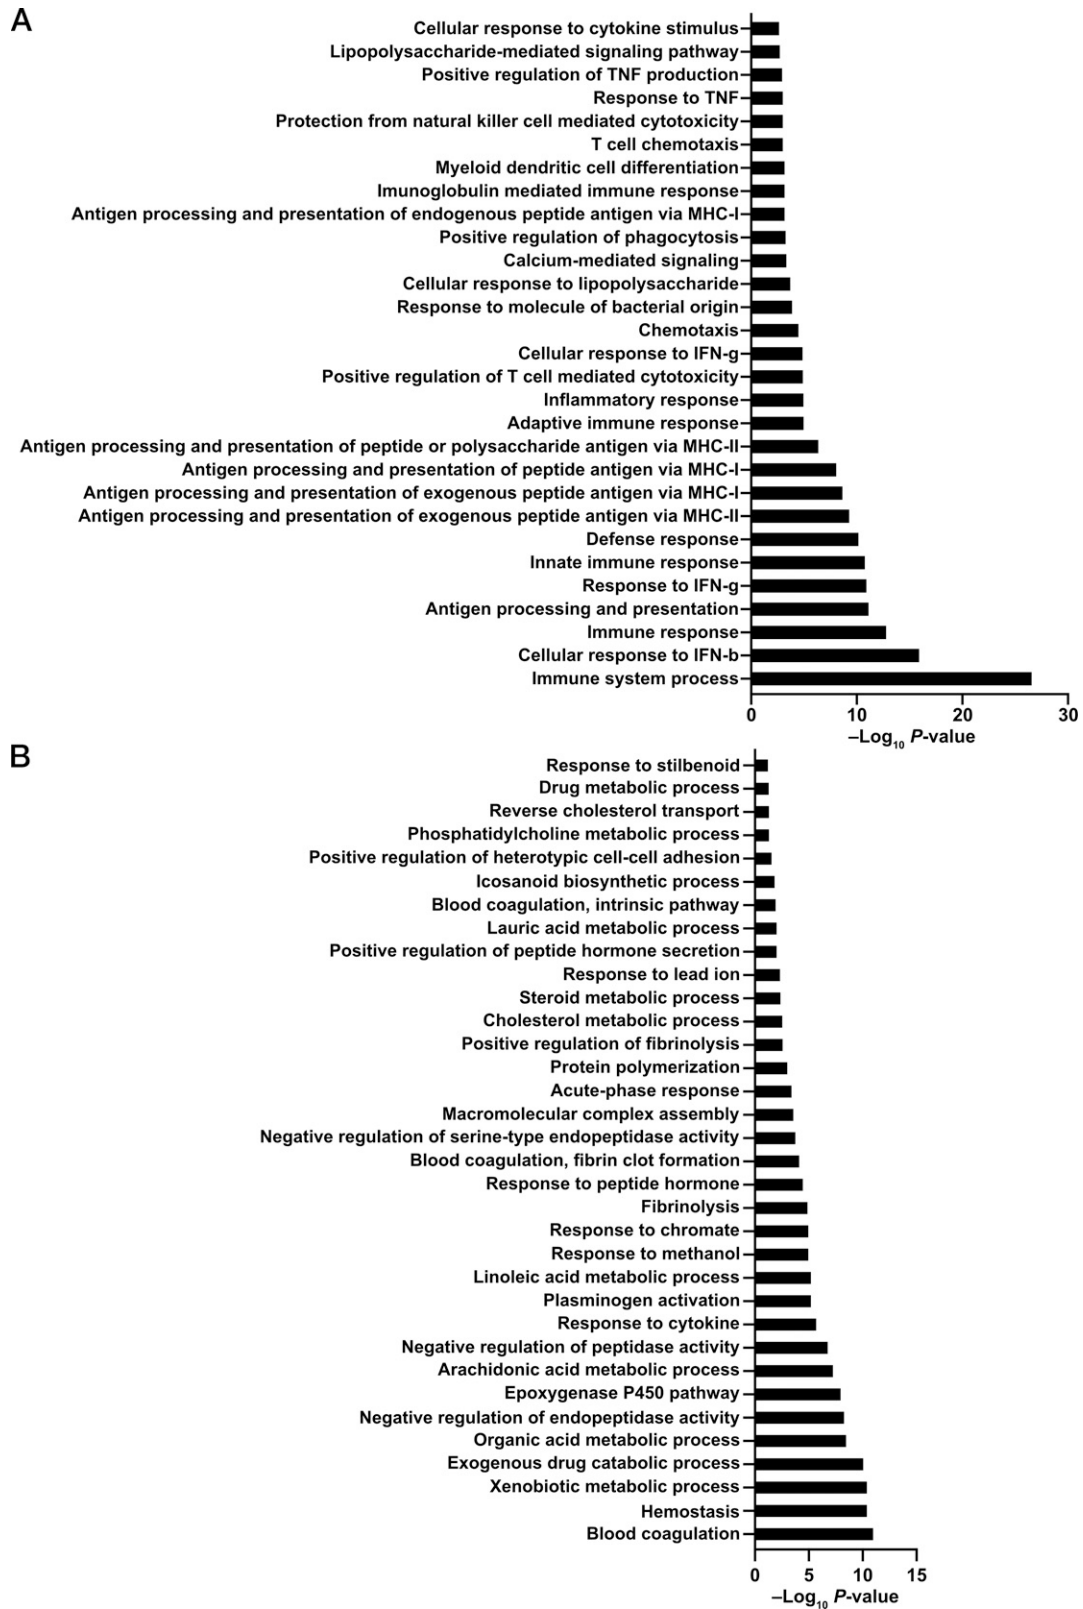 A
Cellular response to cytokine stimulus
Lipopolysaccharide-mediated signaling pathway
Positive regulation of TNF production
Response to TNF
Protection from natural killer cell mediated cytotoxicity
T cell chemotaxis
Myeloid dendritic cell differentiation
Imunoglobulin mediated immune response
Antigen processing and presentation of endogenous peptide antigen via MHC-I
Positive regulation of phagocytosis
Calcium-mediated signaling
Cellular response to lipopolysaccharide
Response to molecule of bacterial origin
Chemotaxis
Cellular response to IFN-g
Positive regulation of T cell mediated cytotoxicity
Inflammatory response
Adaptive immune response
Antigen processing and presentation of peptide or polysaccharide antigen via MHC-II
Antigen processing and presentation of peptide antigen via MHC-I
Antigen processing and presentation of exogenous peptide antigen via MHC-I
Antigen processing and presentation of exogenous peptide antigen via MHC-II
Defense response
Innate immune response
Response to IFN-g
Antigen processing and presentation
Immune response
Cellular response to IFN-b
Immune system process
0 10 20 30
–Log10 P-value
B
Response to stilbenoid
Drug metabolic process
Reverse cholesterol transport
Phosphatidylcholine metabolic process
Positive regulation of heterotypic cell-cell adhesion
Icosanoid biosynthetic process
Blood coagulation, intrinsic pathway
Lauric acid metabolic process
Positive regulation of peptide hormone secretion
Response to lead ion
Steroid metabolic process
Cholesterol metabolic process
Positive regulation of fibrinolysis
Protein polymerization
Acute-phase response
Macromolecular complex assembly
Negative regulation of serine-type endopeptidase activity
Blood coagulation, fibrin clot formation
Response to peptide hormone
Fibrinolysis
Response to chromate
Response to methanol
Linoleic acid metabolic process
Plasminogen activation
Response to cytokine
Negative regulation of peptidase activity
Arachidonic acid metabolic process
Epoxygenase P450 pathway
Negative regulation of endopeptidase activity
Organic acid metabolic process
Exogenous drug catabolic process
Xenobiotic metabolic process
Hemostasis
Blood coagulation
0 5 10 15
–Log10 P-value